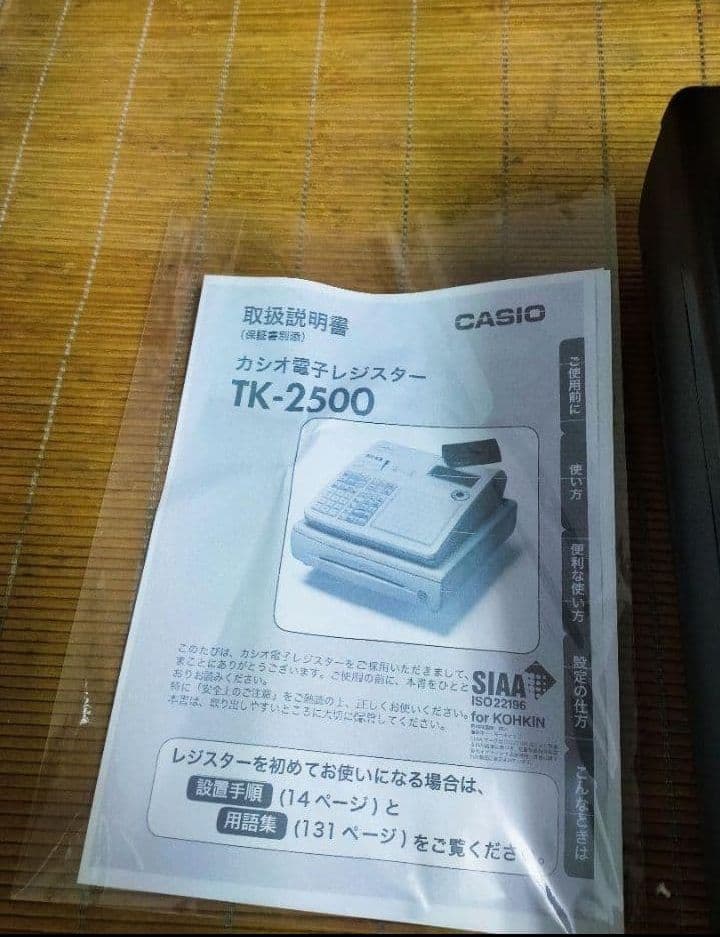 取扱説明書
(保証書別添)
CASIO
カシオ電子レジスター
TK-2500
ご使用前に
使い方
便利な使い方
設定の仕方
こんなときは
このたびは、カシオ電子レジスターをご採用いただきまして、
まことにありがとうございます。ご使用の前に、本書をひとと
おりお読みください。
特に「安全上のご注意」をご熟読の上、正しくお使いください。
本書は、取り出しやすいところに大切に保管してください。
SIAA
ISO22196
for KOHKIN
レジスターを初めてお使いになる場合は、
設置手順 (14ページ)と
用語集 (131ページ)をご覧くださ 。